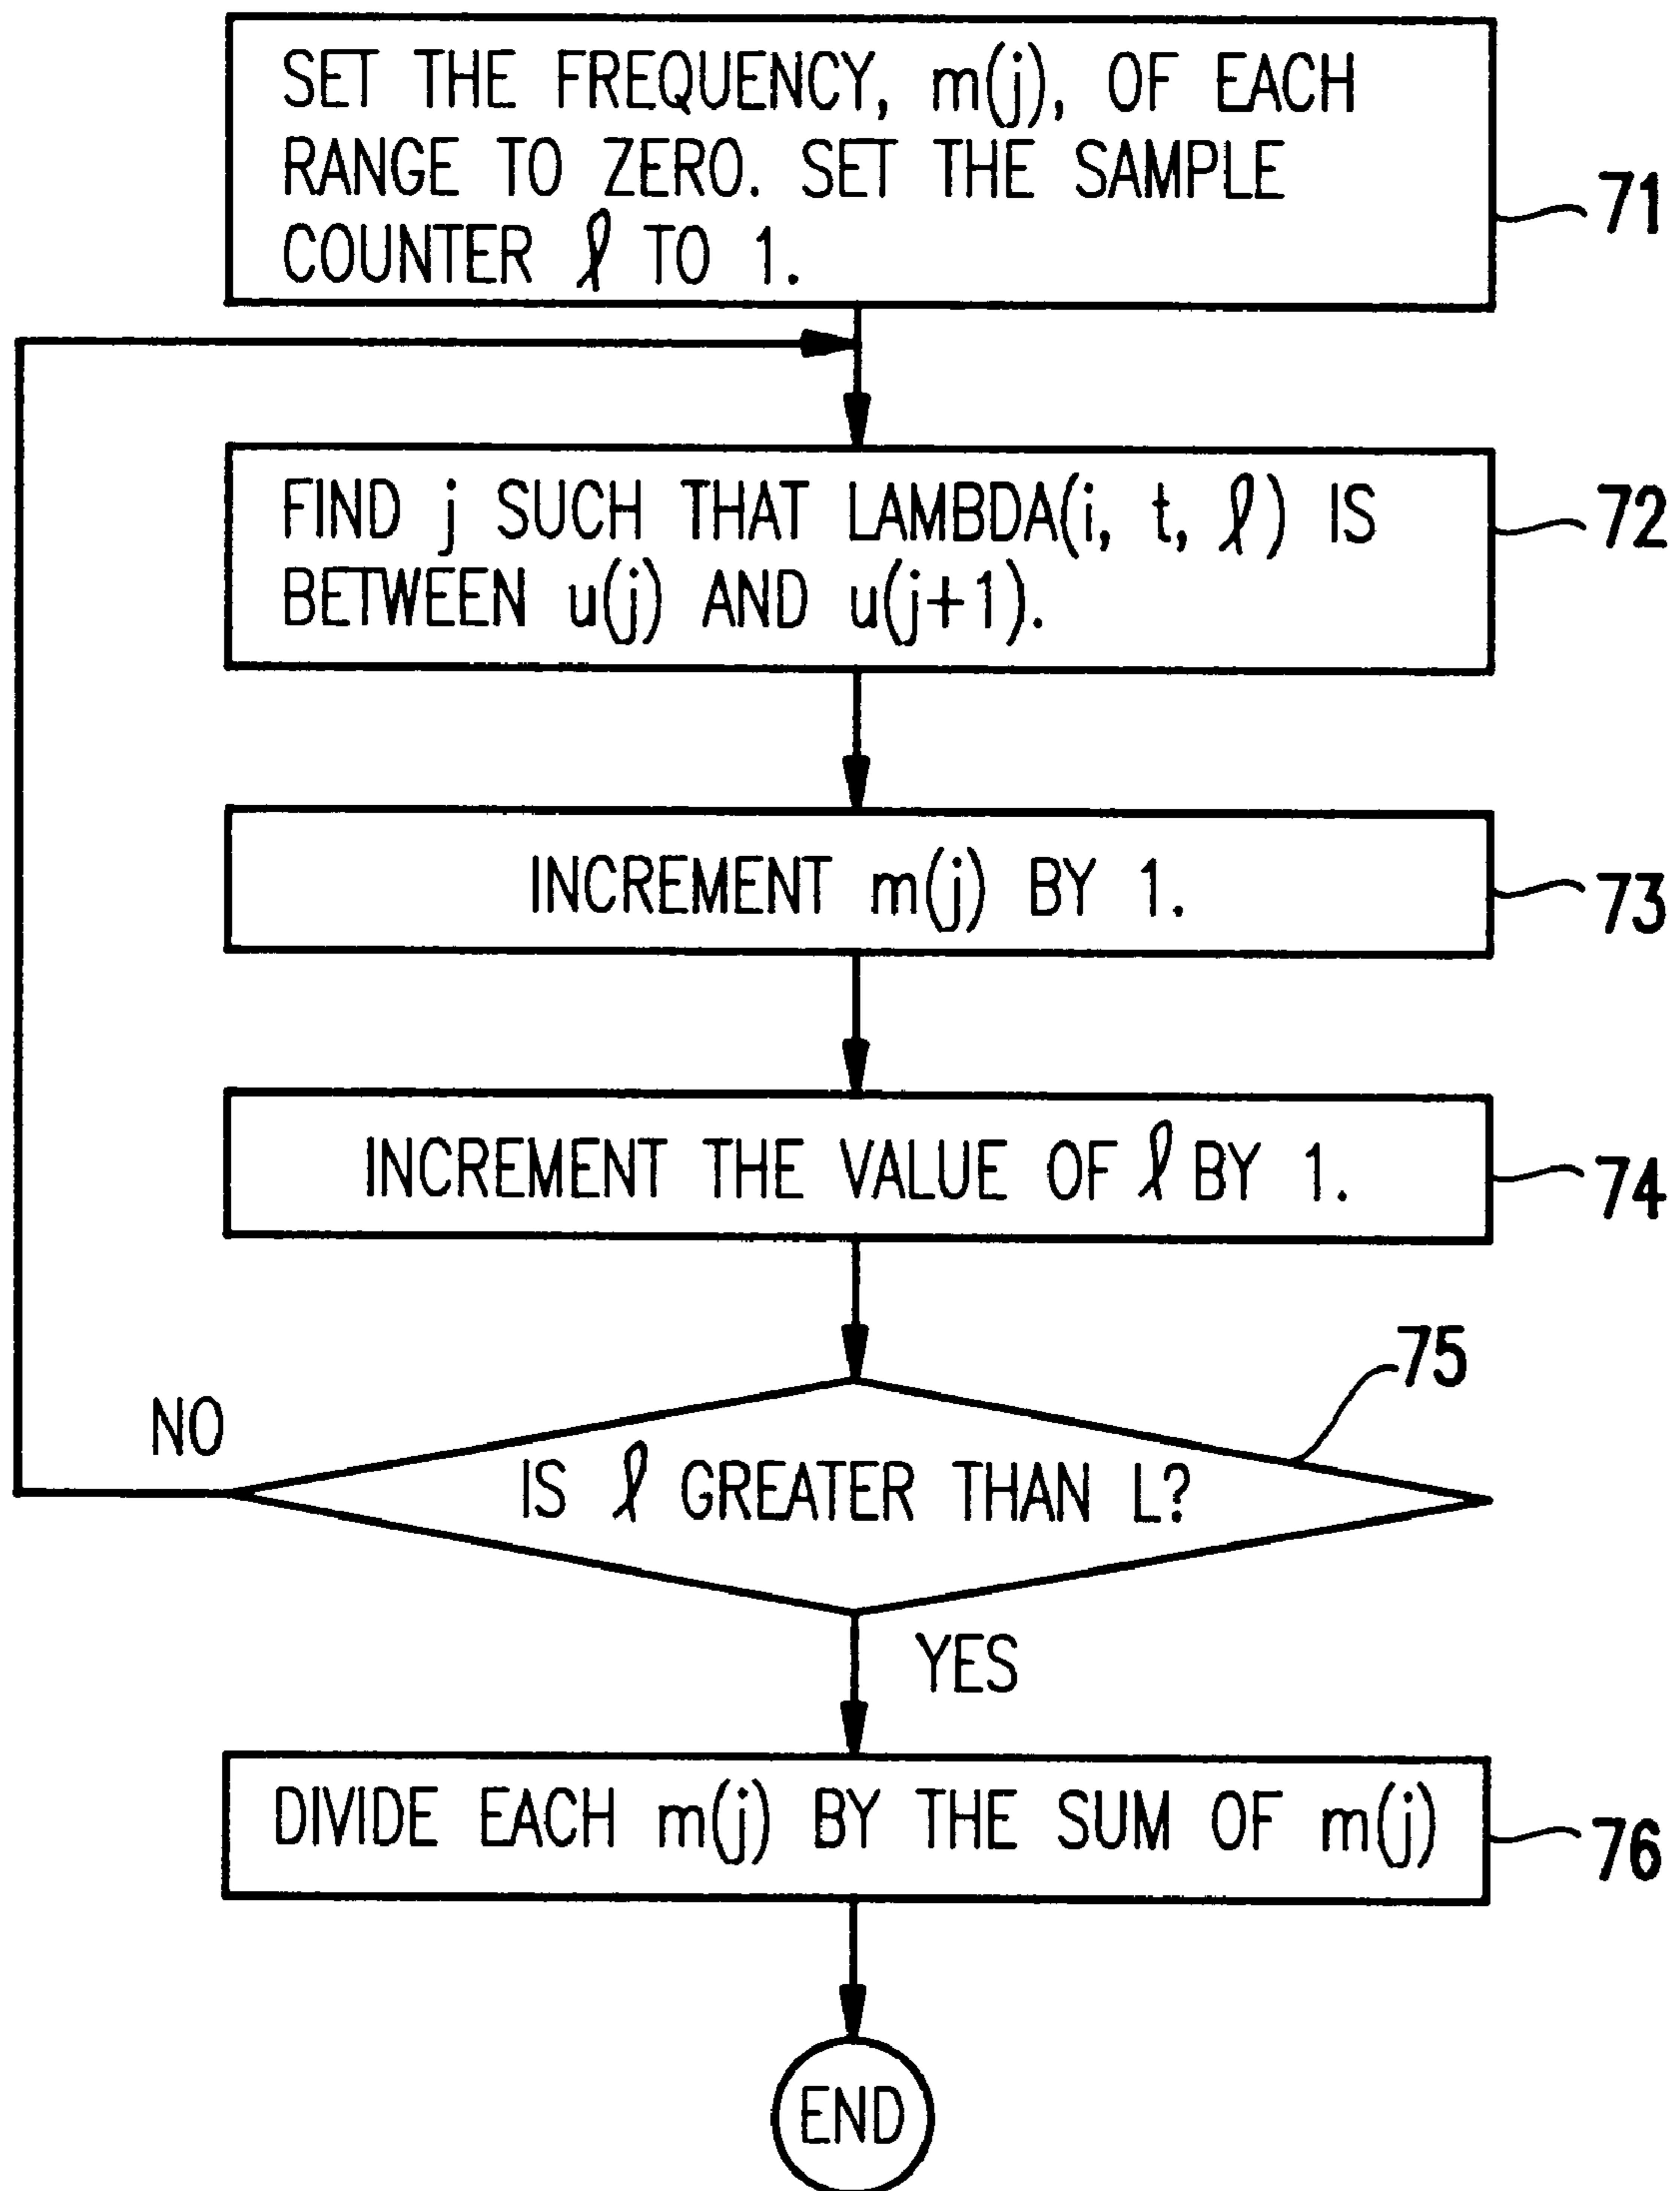 SET THE FREQUENCY, m(j), OF EACH
RANGE TO ZERO. SET THE SAMPLE
COUNTER ℓ TO 1.
71
FIND j SUCH THAT LAMBDA(i, t, ℓ) IS
BETWEEN u(j) AND u(j+1).
72
INCREMENT m(j) BY 1.
73
INCREMENT THE VALUE OF ℓ BY 1.
74
75
NO
IS ℓ GREATER THAN L?
YES
DIVIDE EACH m(j) BY THE SUM OF m(j)
76
END